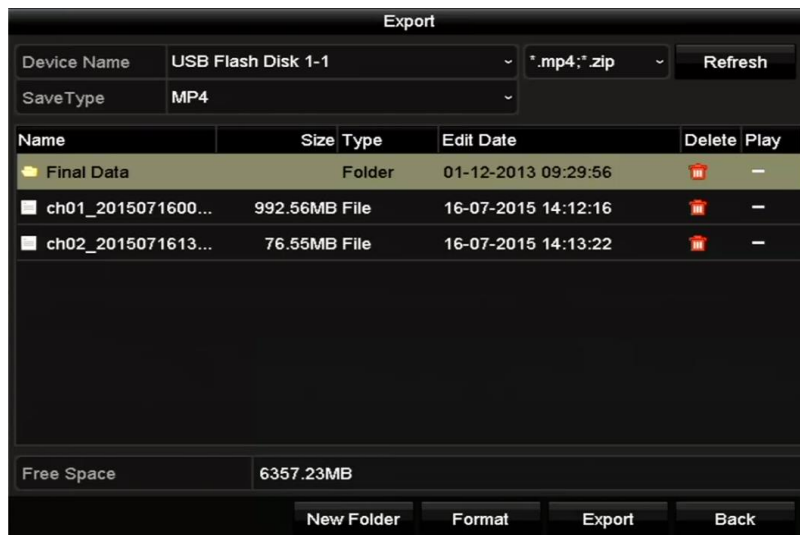 Export
Device Name USB Flash Disk 1-1 *.mp4;*.zip Refresh
SaveType MP4
Name Size Type Edit Date Delete Play
Final Data Folder 01-12-2013 09:29:56
ch01_2015071600... 992.56MB File 16-07-2015 14:12:16
ch02_2015071613... 76.55MB File 16-07-2015 14:13:22
Free Space 6357.23MB
New Folder Format Export Back